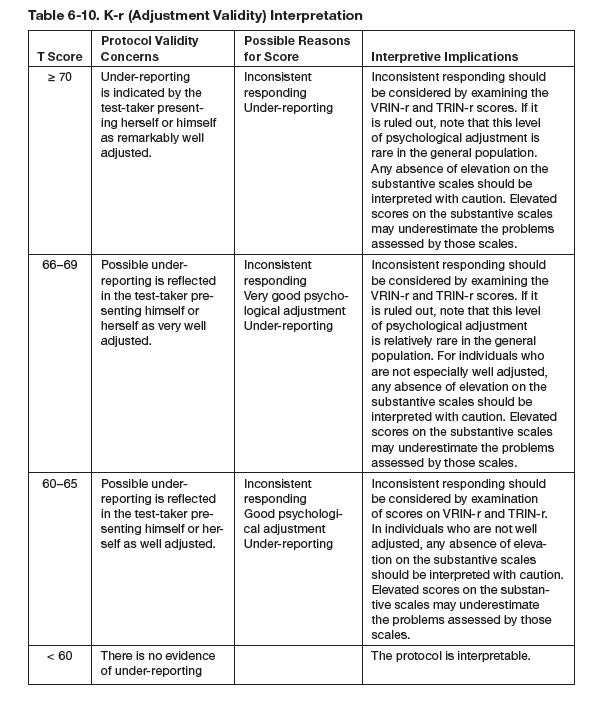 Table 6-10. K-r (Adjustment Validity) Interpretation
T Score
Protocol Validity
Concerns
Possible Reasons
for Score
Interpretive Implications
≥ 70
Under-reporting
is indicated by the
test-taker present-
ing herself or himself
as remarkably well
adjusted.
Inconsistent
responding
Under-reporting
Inconsistent responding should
be considered by examining the
VRIN-r and TRIN-r scores. If it
is ruled out, note that this level
of psychological adjustment is
rare in the general population.
Any absence of elevation on the
substantive scales should be
interpreted with caution. Elevated
scores on the substantive scales
may underestimate the problems
assessed by those scales.
66–69
Possible under-
reporting is reflected
in the test-taker pre-
senting himself or
herself as very well
adjusted.
Inconsistent
responding
Very good psycho-
logical adjustment
Under-reporting
Inconsistent responding should
be considered by examining the
VRIN-r and TRIN-r scores. If it
is ruled out, note that this level
of psychological adjustment
is relatively rare in the general
population. For individuals who
are not especially well adjusted,
any absence of elevation on the
substantive scales should be
interpreted with caution. Elevated
scores on the substantive scales
may underestimate the problems
assessed by those scales.
60–65
Possible under-
reporting is reflected
in the test-taker pre-
senting himself or her-
self as well adjusted.
Inconsistent
responding
Good psychologi-
cal adjustment
Under-reporting
Inconsistent responding should
be considered by examination
of scores on VRIN-r and TRIN-r.
In individuals who are not well
adjusted, any absence of eleva-
tion on the substantive scales
should be interpreted with caution.
Elevated scores on the substan-
tive scales may underestimate
the problems assessed by those
scales.
< 60
There is no evidence
of under-reporting
The protocol is interpretable.